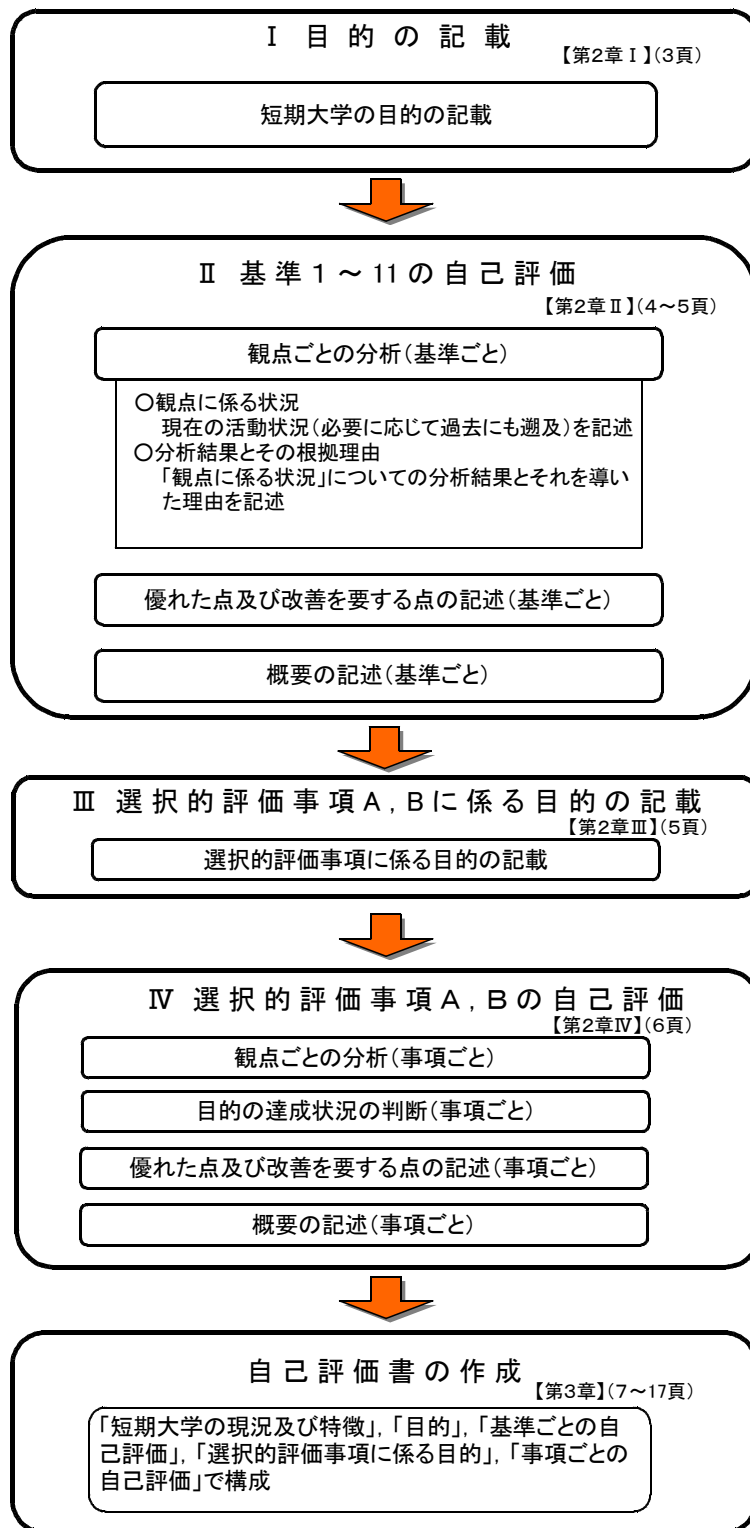 Ⅰ 目的の記載
【第2章Ⅰ】(3頁)
短期大学の目的の記載
Ⅱ 基準1～11の自己評価
【第2章Ⅱ】(4～5頁)
観点ごとの分析(基準ごと)
○観点に係る状況
現在の活動状況(必要に応じて過去にも遡及)を記述
○分析結果とその根拠理由
「観点に係る状況」についての分析結果とそれを導い
た理由を記述
優れた点及び改善を要する点の記述(基準ごと)
概要の記述(基準ごと)
Ⅲ 選択的評価事項A,Bに係る目的の記載
【第2章Ⅲ】(5頁)
選択的評価事項に係る目的の記載
Ⅳ 選択的評価事項A,Bの自己評価
【第2章Ⅳ】(6頁)
観点ごとの分析(事項ごと)
目的の達成状況の判断(事項ごと)
優れた点及び改善を要する点の記述(事項ごと)
概要の記述(事項ごと)
自己評価書の作成
【第3章】(7～17頁)
「短期大学の現況及び特徴」,「目的」,「基準ごとの自
己評価」,「選択的評価事項に係る目的」,「事項ごとの
自己評価」で構成